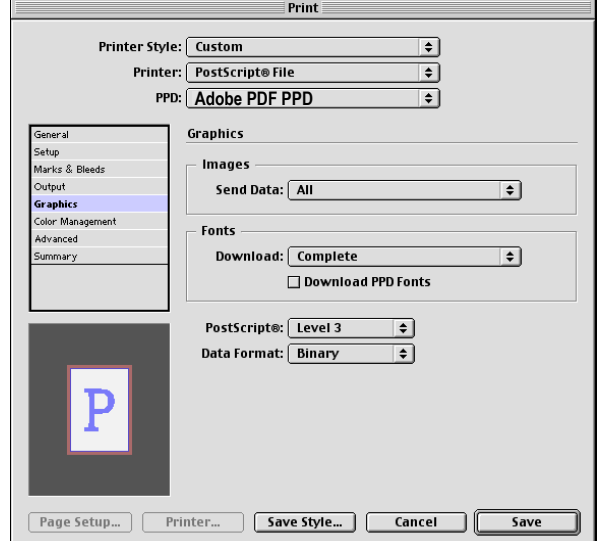 Print
Printer Style: Custom
Printer: PostScript® File
PPD: Adobe PDF PPD
General
Setup
Marks & Bleeds
Output
Graphics
Color Management
Advanced
Summary
Graphics
Images
Send Data: All
Fonts
Download: Complete
Download PPD Fonts
PostScript®: Level 3
Data Format: Binary
P
Page Setup... Printer... Save Style... Cancel Save